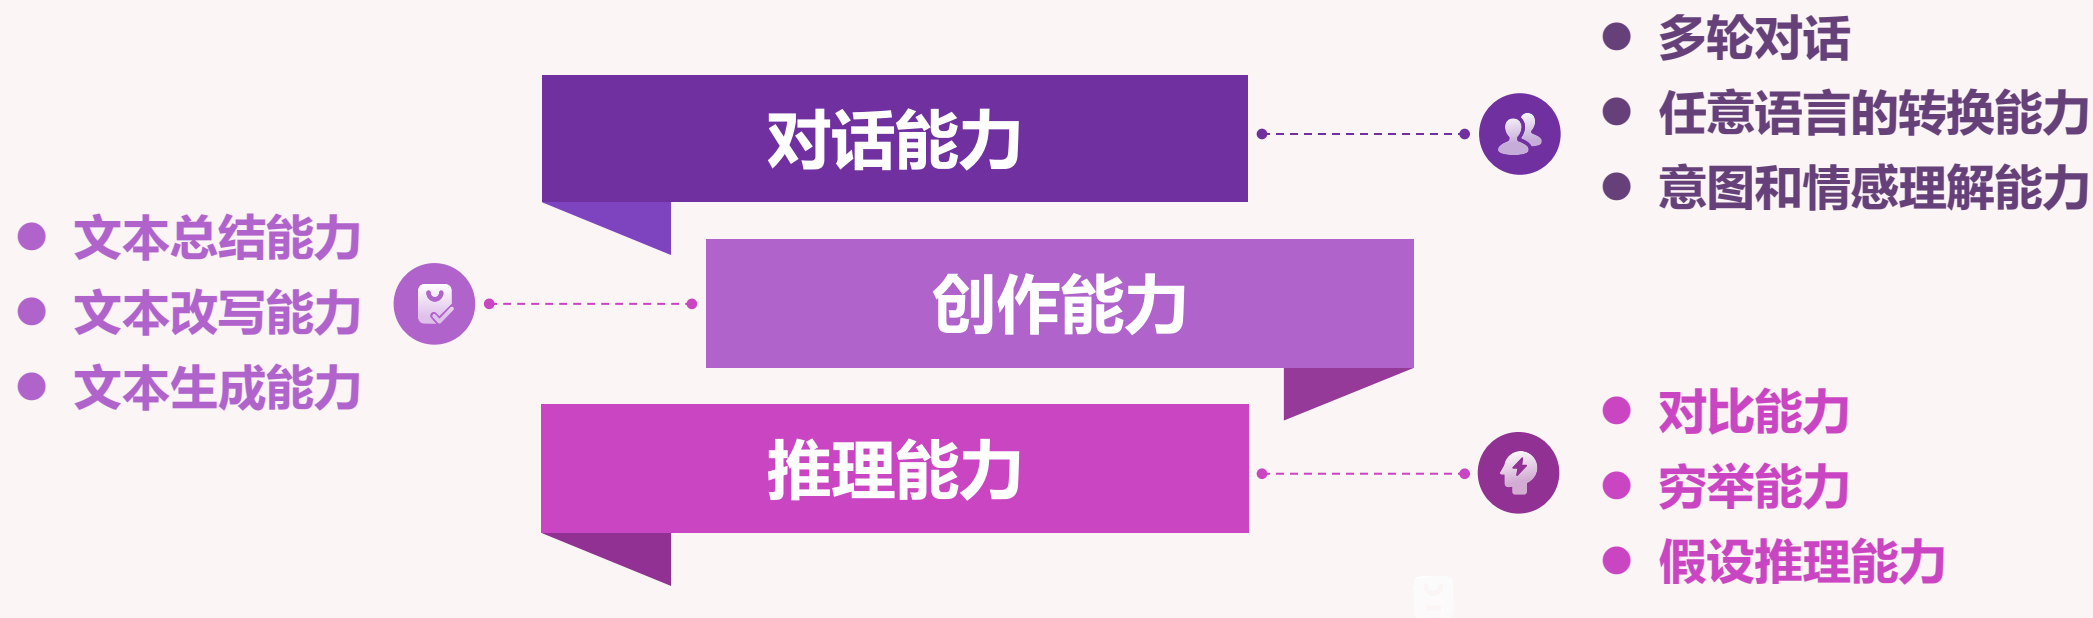 对话能力
多轮对话
任意语言的转换能力
意图和情感理解能力
创作能力
文本总结能力
文本改写能力
文本生成能力
推理能力
对比能力
穷举能力
假设推理能力